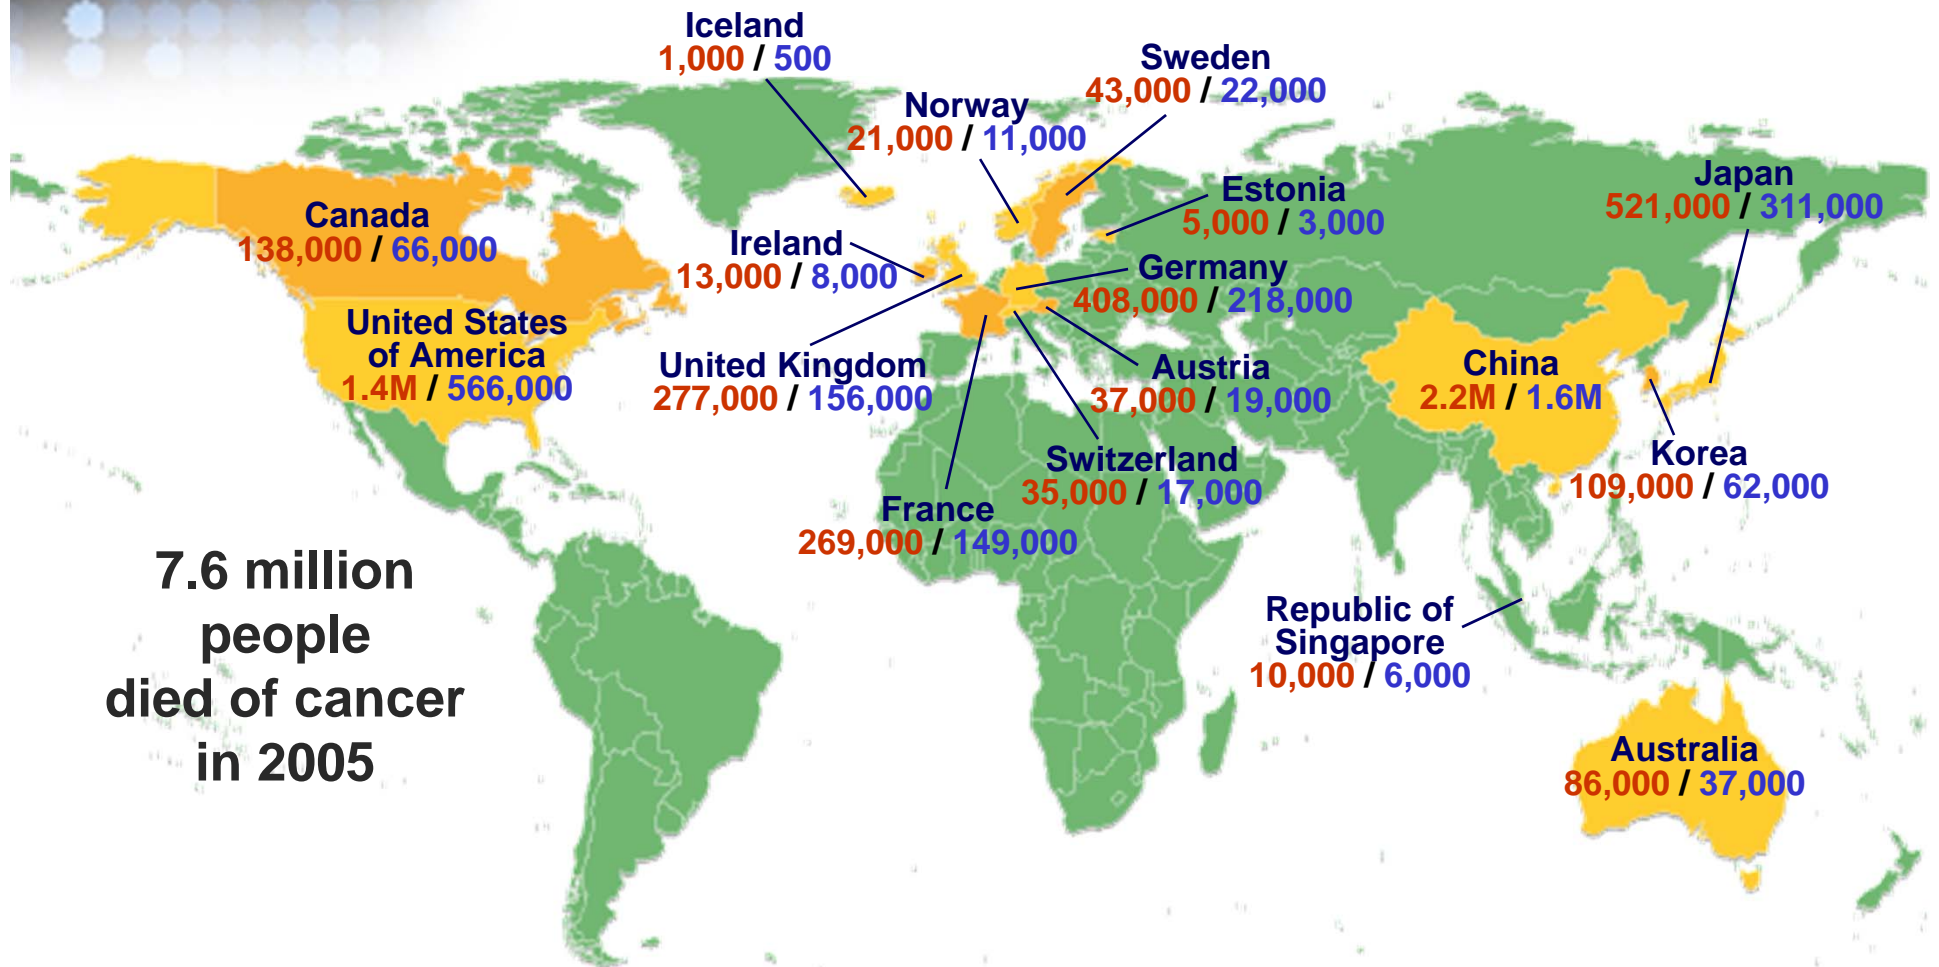 Iceland
1,000 / 500
Sweden
43,000 / 22,000
Norway
21,000 / 11,000
Japan
521,000 / 311,000
Estonia
5,000 / 3,000
Canada
138,000 / 66,000
Ireland
13,000 / 8,000
Germany
408,000 / 218,000
United States
of America
1.4M / 566,000
United Kingdom
277,000 / 156,000
Austria
37,000 / 19,000
China
2.2M / 1.6M
Switzerland
35,000 / 17,000
Korea
109,000 / 62,000
France
269,000 / 149,000
7.6 million
people
died of cancer
in 2005
Republic of
Singapore
10,000 / 6,000
Australia
86,000 / 37,000